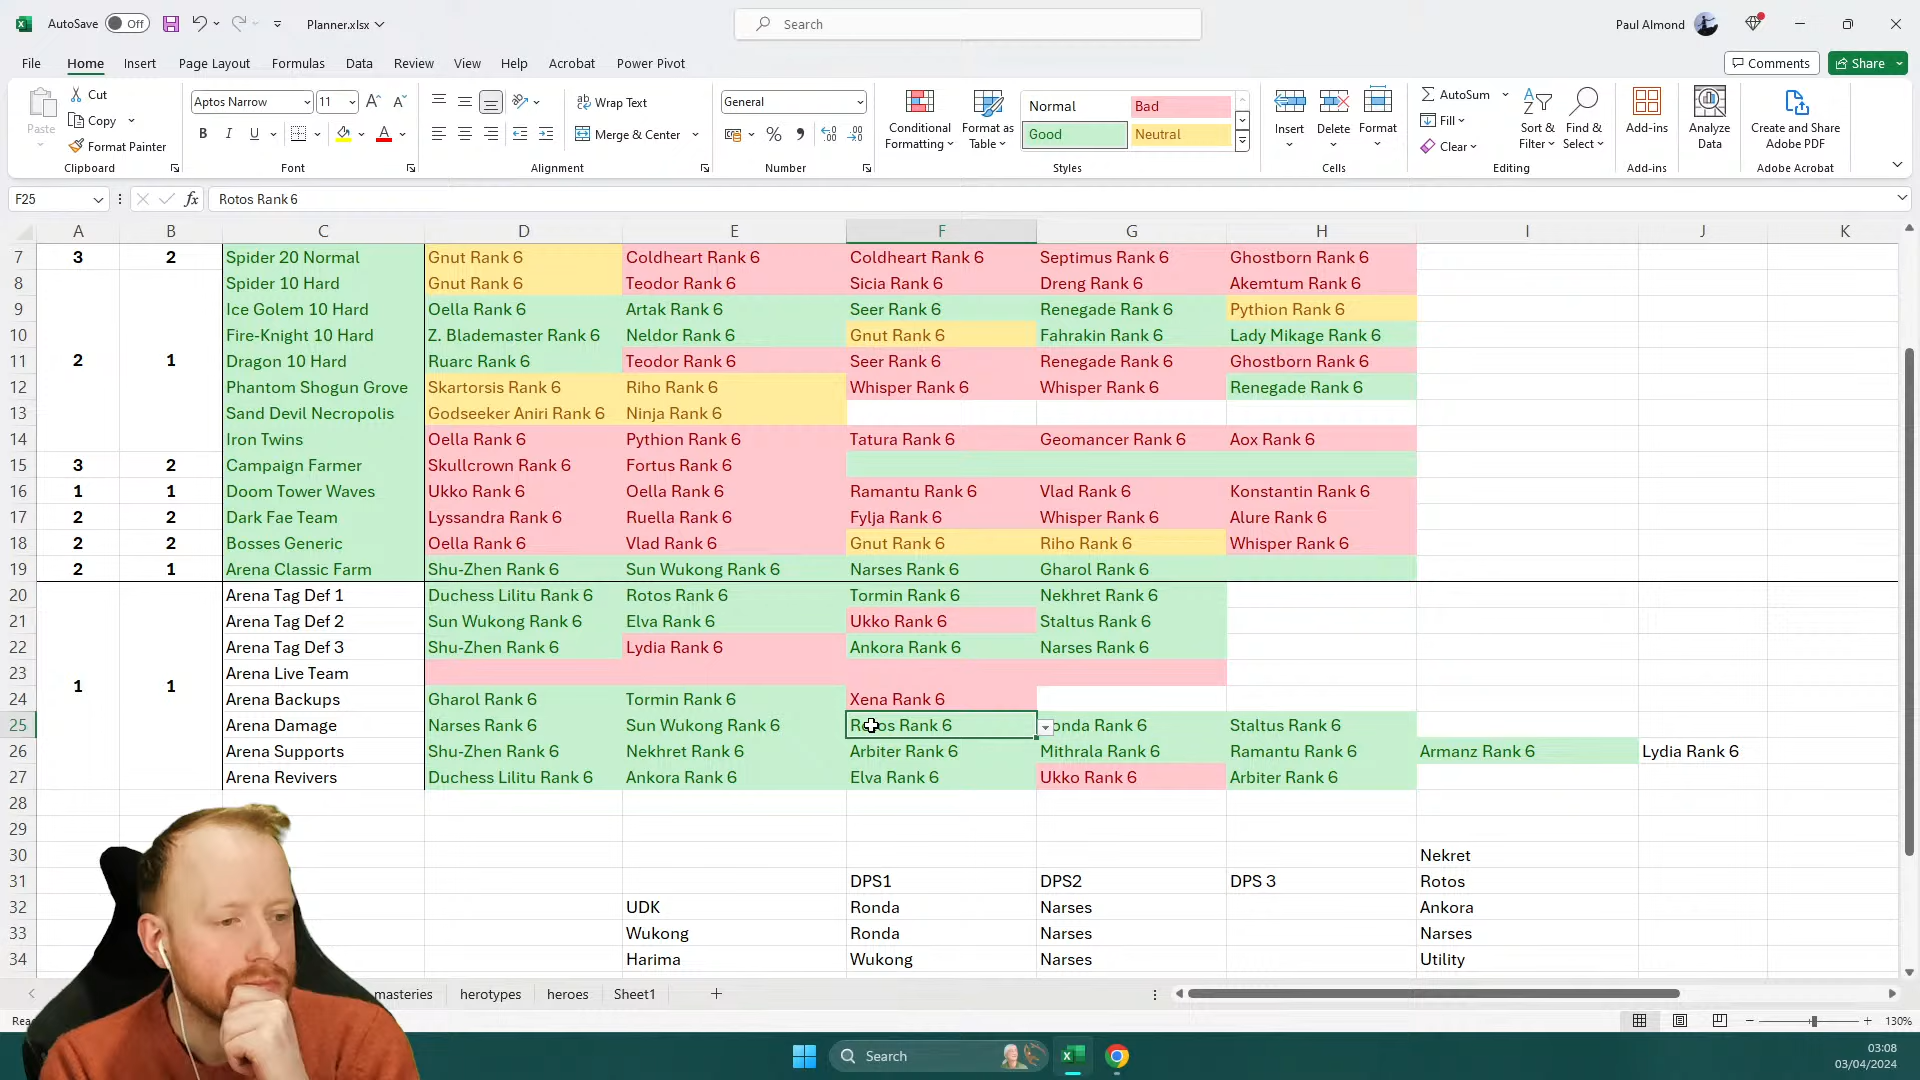 AutoSave Off Planner.xlsx Search Paul Almond
File Home Insert Page Layout Formulas Data Review View Help Acrobat Power Pivot Comments Share
Paste Cut Copy Format Painter Clipboard
Aptos Narrow 11 B I U Font
Wrap Text Merge & Center Alignment
General Number
Conditional Formatting Format as Table Normal Bad Good Neutral Styles
Insert Delete Format Cells
AutoSum Fill Clear Sort & Filter Find & Select Editing
Add-ins Add-ins
Analyze Data
Create and Share Adobe PDF Adobe Acrobat
F25 fx Rotos Rank 6
A B C D E F G H I J K
7 3 2 Spider 20 Normal Gnut Rank 6 Coldheart Rank 6 Coldheart Rank 6 Septimus Rank 6 Ghostborn Rank 6
8 Spider 10 Hard Gnut Rank 6 Teodor Rank 6 Sicia Rank 6 Dreng Rank 6 Akemtum Rank 6
9 Ice Golem 10 Hard Oella Rank 6 Artak Rank 6 Seer Rank 6 Renegade Rank 6 Pythion Rank 6
10 Fire-Knight 10 Hard Z. Blademaster Rank 6 Neldor Rank 6 Gnut Rank 6 Fahrakin Rank 6 Lady Mikage Rank 6
11 2 1 Dragon 10 Hard Ruarc Rank 6 Teodor Rank 6 Seer Rank 6 Renegade Rank 6 Ghostborn Rank 6
12 Phantom Shogun Grove Skartorsis Rank 6 Riho Rank 6 Whisper Rank 6 Whisper Rank 6 Renegade Rank 6
13 Sand Devil Necropolis Godseeker Aniri Rank 6 Ninja Rank 6
14 Iron Twins Oella Rank 6 Pythion Rank 6 Tatura Rank 6 Geomancer Rank 6 Aox Rank 6
15 3 2 Campaign Farmer Skullcrown Rank 6 Fortus Rank 6
16 1 1 Doom Tower Waves Ukko Rank 6 Oella Rank 6 Ramantu Rank 6 Vlad Rank 6 Konstantin Rank 6
17 2 2 Dark Fae Team Lyssandra Rank 6 Ruella Rank 6 Fylja Rank 6 Whisper Rank 6 Alure Rank 6
18 2 2 Bosses Generic Oella Rank 6 Vlad Rank 6 Gnut Rank 6 Riho Rank 6 Whisper Rank 6
19 2 1 Arena Classic Farm Shu-Zhen Rank 6 Sun Wukong Rank 6 Narses Rank 6 Gharol Rank 6
20 Arena Tag Def 1 Duchess Lilitu Rank 6 Rotos Rank 6 Tormin Rank 6 Nekhret Rank 6
21 Arena Tag Def 2 Sun Wukong Rank 6 Elva Rank 6 Ukko Rank 6 Staltus Rank 6
22 Arena Tag Def 3 Shu-Zhen Rank 6 Lydia Rank 6 Ankora Rank 6 Narses Rank 6
23 Arena Live Team
24 1 1 Arena Backups Gharol Rank 6 Tormin Rank 6 Xena Rank 6
25 Arena Damage Narses Rank 6 Sun Wukong Rank 6 Rotos Rank 6 onda Rank 6 Staltus Rank 6
26 Arena Supports Shu-Zhen Rank 6 Nekhret Rank 6 Arbiter Rank 6 Mithrala Rank 6 Ramantu Rank 6 Armanz Rank 6 Lydia Rank 6
27 Arena Revivers Duchess Lilitu Rank 6 Ankora Rank 6 Elva Rank 6 Ukko Rank 6 Arbiter Rank 6
28
29
30 Nekret
31 DPS1 DPS2 DPS 3 Rotos
32 UDK Ronda Narses Ankora
33 Wukong Ronda Narses Narses
34 Harima Wukong Narses Utility
masteries herotypes heroes Sheet1
130%
Search
03:08
03/04/2024